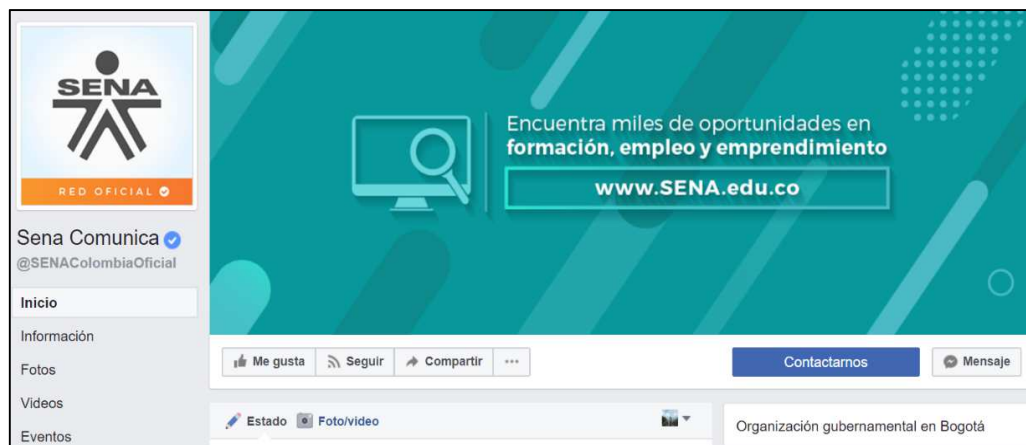 SENA
RED OFICIAL
Sena Comunica
@SENAColombiaOficial
Inicio
Información
Fotos
Videos
Eventos
Encuentra miles de oportunidades en
formación, empleo y emprendimiento
www.SENA.edu.co
Me gusta
Seguir
Compartir
Contactarnos
Mensaje
Estado
Foto/video
Organización gubernamental en Bogotá